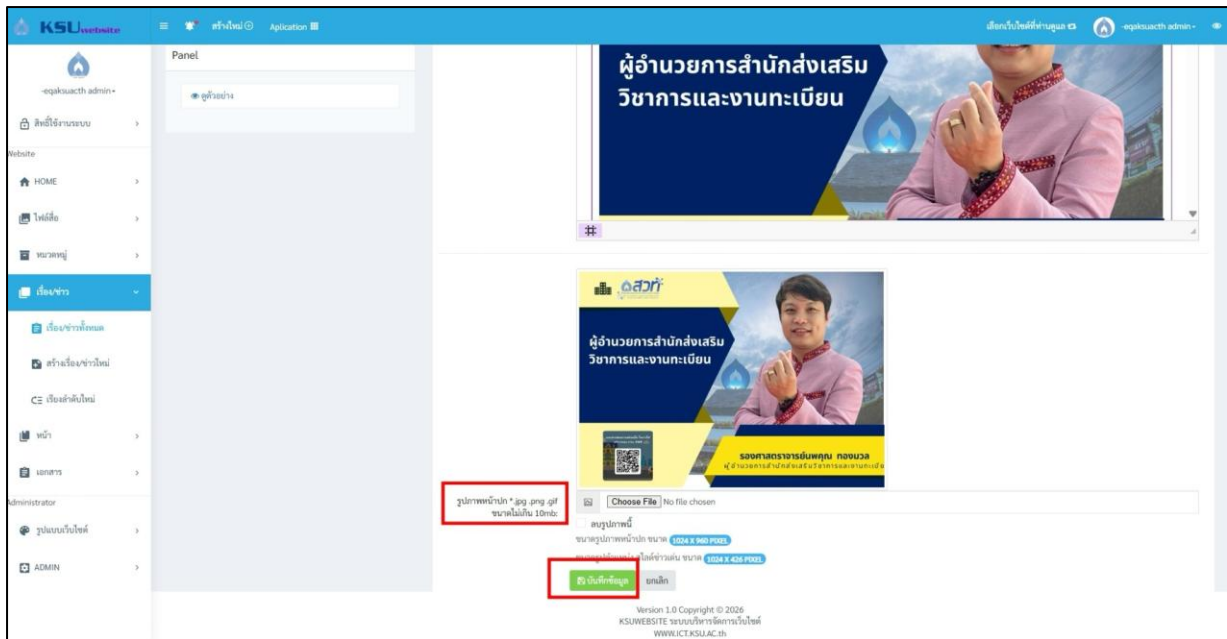 KSUwebsite
สร้างใหม่
Aplication
เลือกเว็บไซต์ที่ท่านดูแล
-eqaksuacth admin
-eqaksuacth admin
สิทธิ์ใช้งานระบบ
Website
HOME
ไฟล์สื่อ
หมวดหมู่
เรื่อง/ข่าว
เรื่อง/ข่าวทั้งหมด
สร้างเรื่อง/ข่าวใหม่
เรียงลำดับใหม่
หน้า
เอกสาร
Administrator
รูปแบบเว็บไซต์
ADMIN
Panel
ดูตัวอย่าง
ผู้อำนวยการสำนักส่งเสริม
วิชาการและงานทะเบียน
สวท
ผู้อำนวยการสำนักส่งเสริม
วิชาการและงานทะเบียน
รองศาสตราจารย์นพคุณ ทองมวล
ผู้อำนวยการสำนักส่งเสริมวิชาการและงานทะเบีย
รูปภาพหน้าปก *.jpg .png .gif
ขนาดไม่เกิน 10mb:
Choose File No file chosen
ลบรูปภาพนี้
ขนาดรูปภาพหน้าปก ขนาด 1024 X 960 PIXEL
สไลด์ข่าวเด่น ขนาด 1024 X 426 PIXEL
บันทึกข้อมูล
ยกเลิก
Version 1.0 Copyright © 2026
KSUWEBSITE ระบบบริหารจัดการเว็บไซต์
WWW.ICT.KSU.AC.th